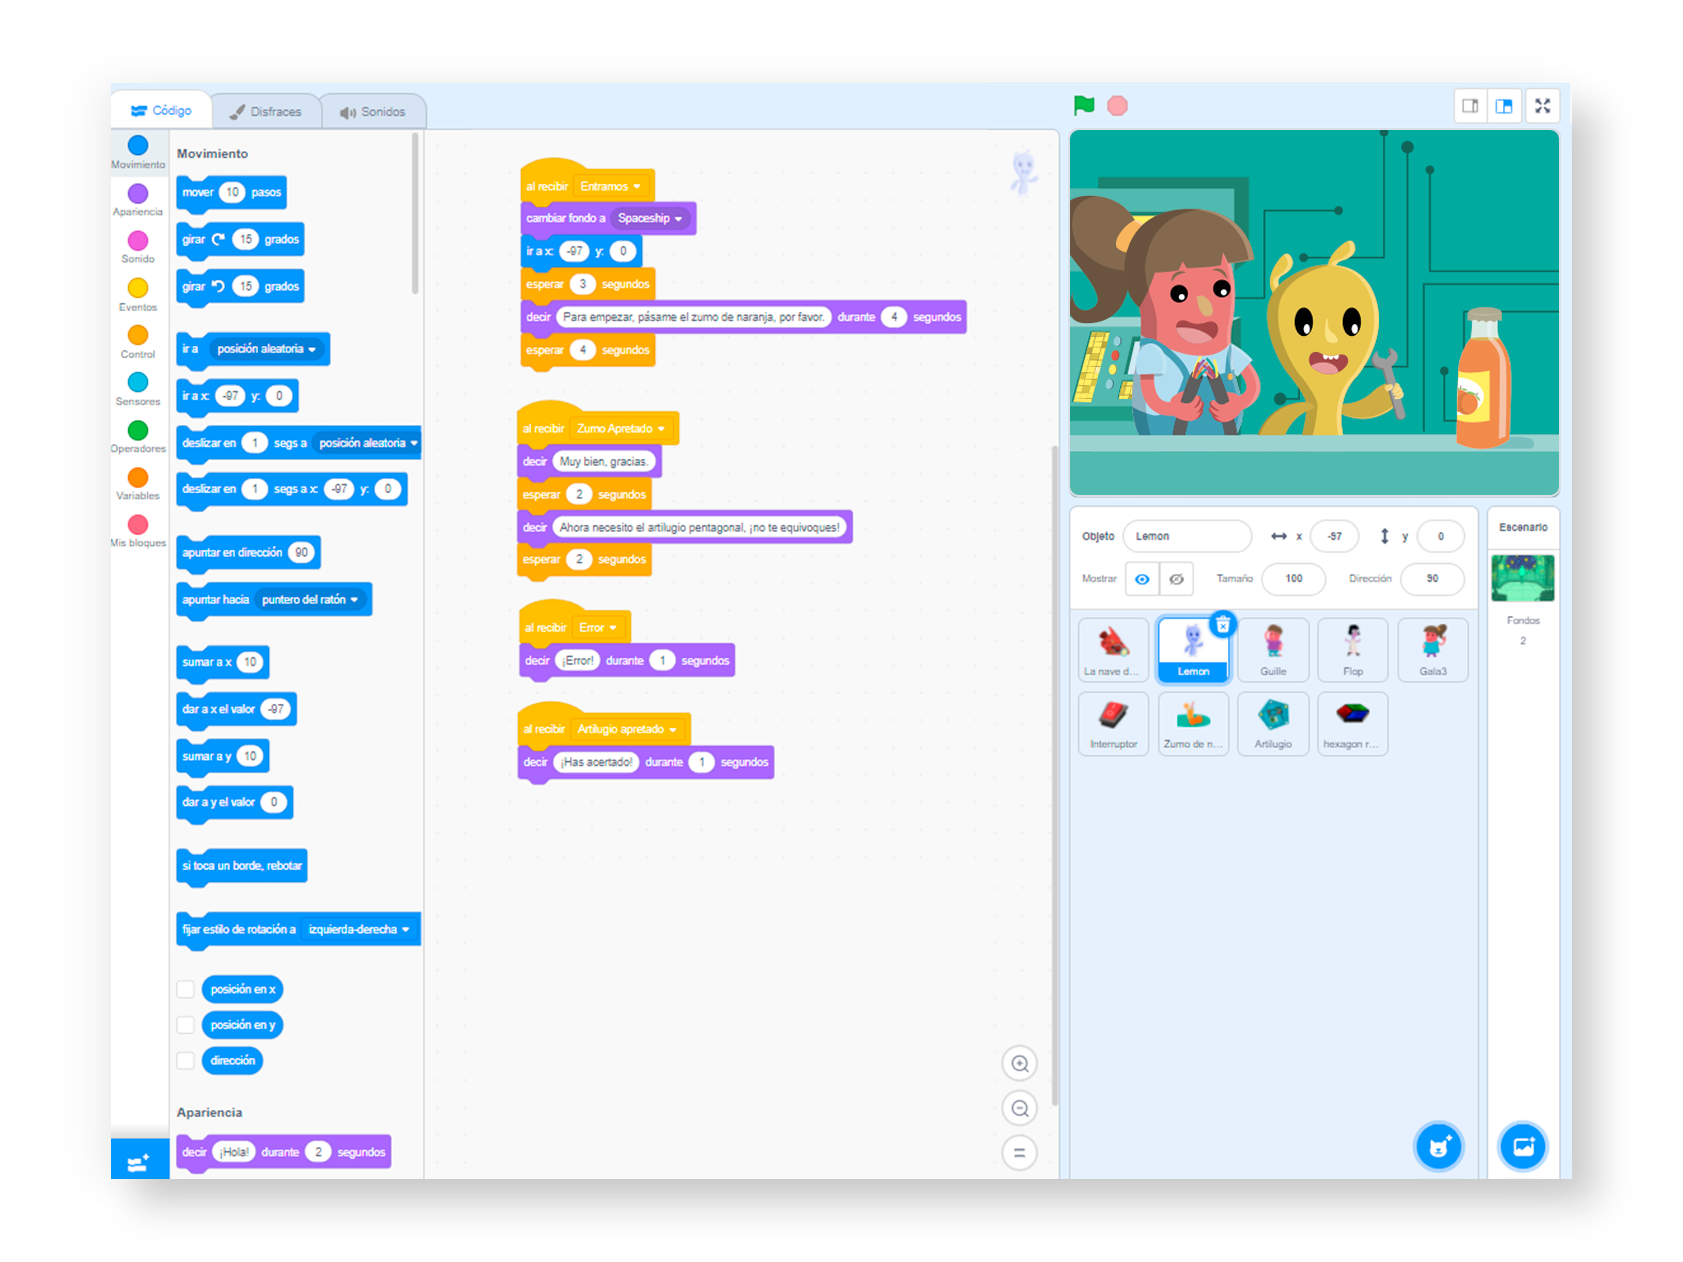 Código
Disfraces
Sonidos
Movimiento
Apariencia
Sonido
Eventos
Control
Sensores
Operadores
Variables
Mis bloques
Movimiento
mover 10 pasos
girar 15 grados
girar 15 grados
ir a posición aleatoria
ir a x: -97 y: 0
deslizar en 1 segs a posición aleatoria
deslizar en 1 segs a x: -97 y: 0
apuntar en dirección 90
apuntar hacia puntero del ratón
sumar a x 10
dar a x el valor -97
sumar a y 10
dar a y el valor 0
si toca un borde, rebotar
fijar estilo de rotación a izquierda-derecha
posición en x
posición en y
dirección
Apariencia
decir ¡Hola! durante 2 segundos
al recibir Entramos
cambiar fondo a Spaceship
ir a x: -97 y: 0
esperar 3 segundos
decir Para empezar, pásame el zumo de naranja, por favor. durante 4 segundos
esperar 4 segundos
al recibir Zumo Apretado
decir Muy bien, gracias.
esperar 2 segundos
decir Ahora necesito el artilugio pentagonal, ¡no te equivoques!
esperar 2 segundos
al recibir Error
decir ¡Error! durante 1 segundos
al recibir Artilugio apretado
decir ¡Has acertado! durante 1 segundos
Objeto Lemon x -97 y 0
Mostrar Tamaño 100 Dirección 90
La nave d...
Lemon
Guille
Flop
Gala3
Interruptor
Zumo de n...
Artilugio
hexagon r...
Escenario
Fondos
2